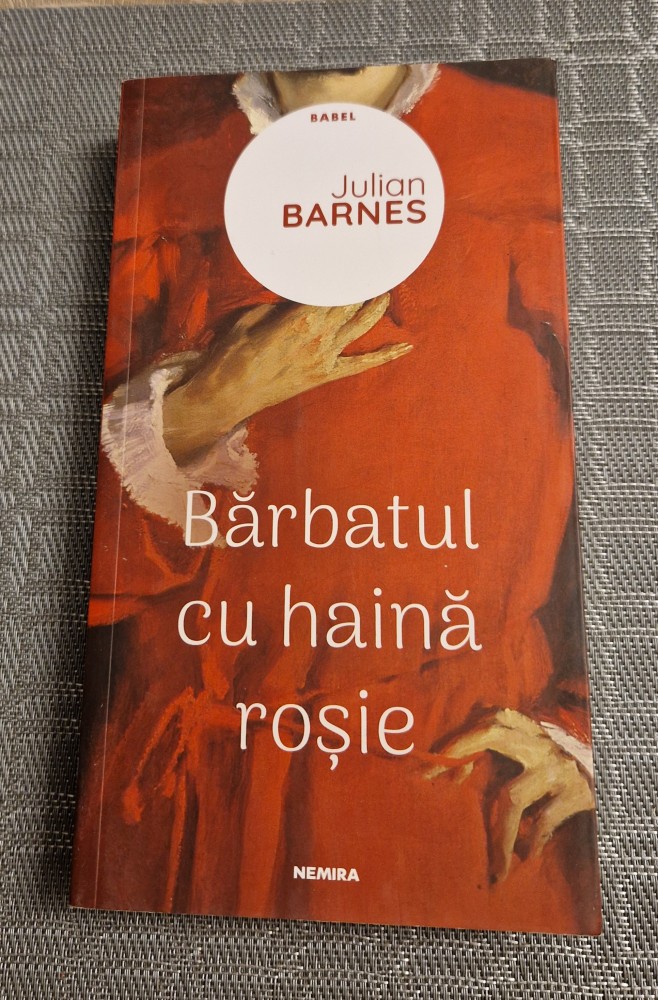 BABEL
Julian
BARNES
Bărbatul
cu haină
roșie
NEMIRA